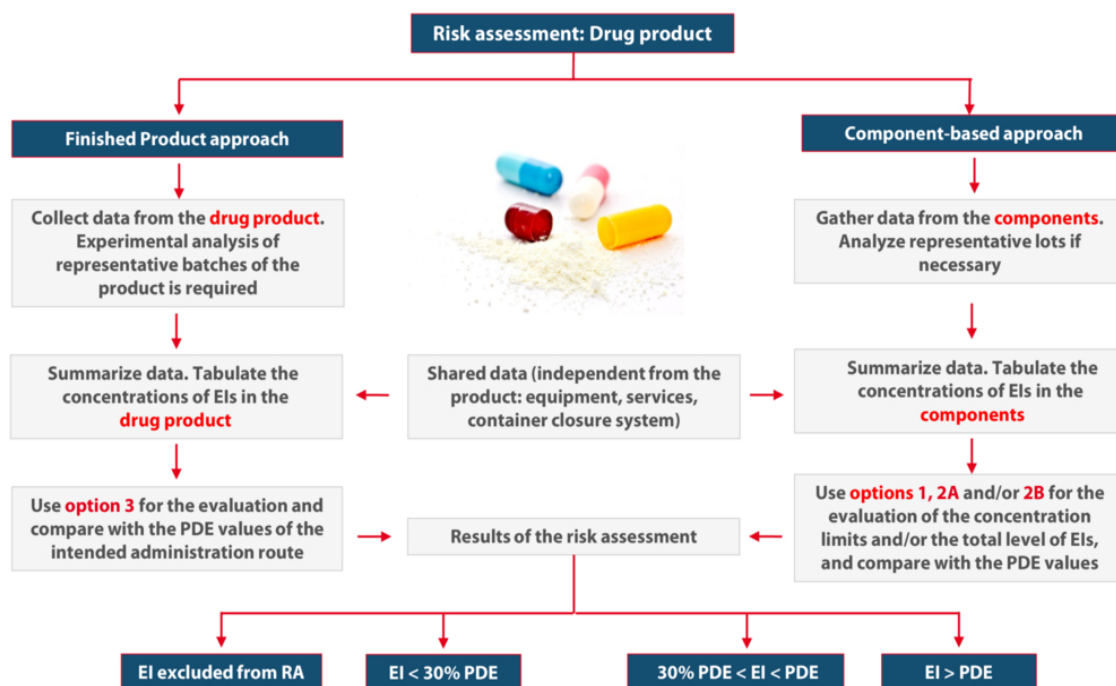 Risk assessment: Drug product
Finished Product approach
Component-based approach
Collect data from the drug product.
Experimental analysis of
representative batches of the
product is required
Gather data from the components.
Analyze representative lots if
necessary
Summarize data. Tabulate the
concentrations of EIs in the
drug product
Shared data (independent from the
product: equipment, services,
container closure system)
Summarize data. Tabulate the
concentrations of EIs in the
components
Use option 3 for the evaluation and
compare with the PDE values of the
intended administration route
Results of the risk assessment
Use options 1, 2A and/or 2B for the
evaluation of the concentration
limits and/or the total level of EIs,
and compare with the PDE values
EI excluded from RA
EI < 30% PDE
30% PDE < EI < PDE
EI > PDE